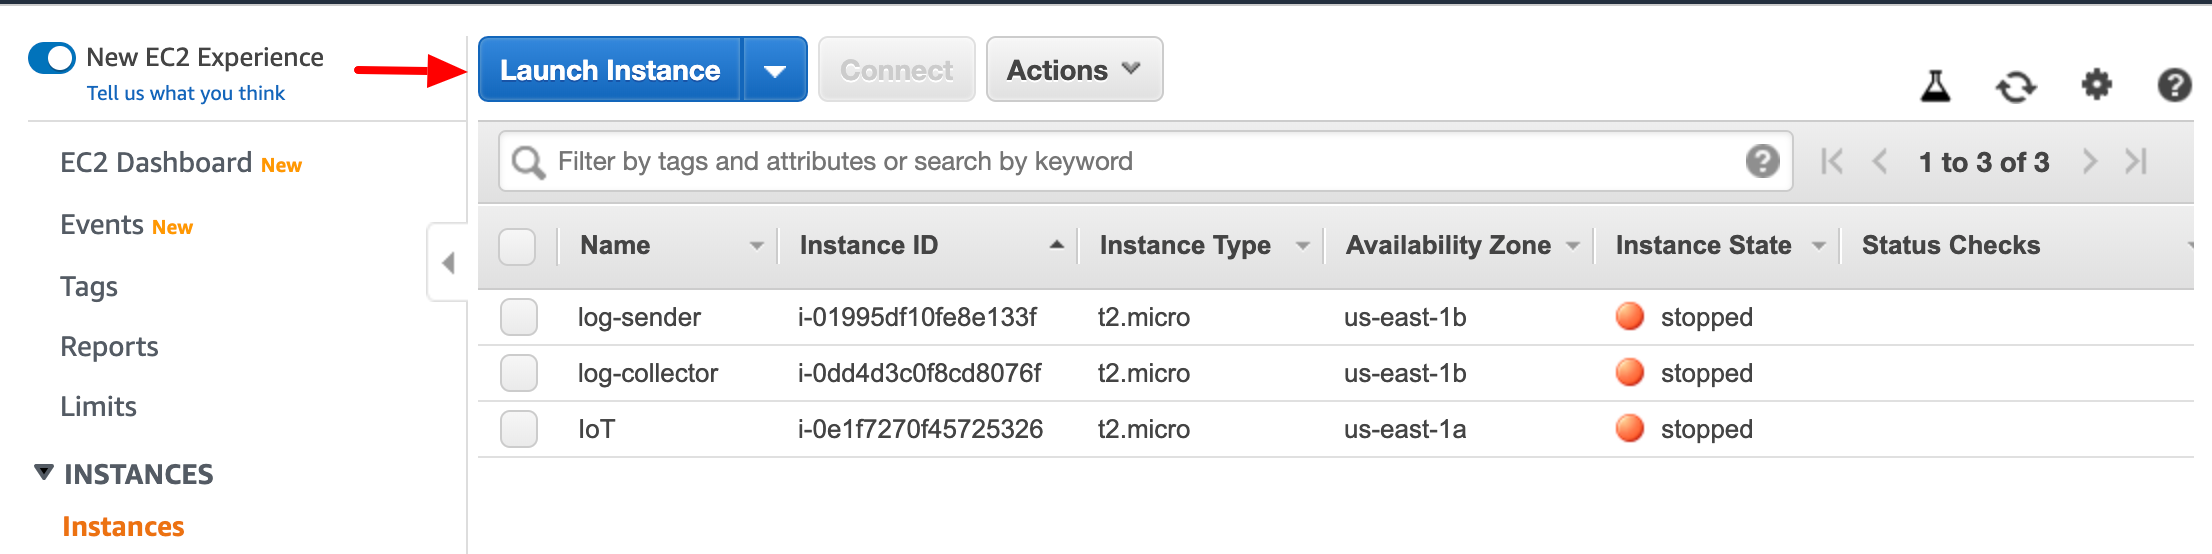 New EC2 Experience
Tell us what you think
EC2 Dashboard New
Events New
Tags
Reports
Limits
INSTANCES
Instances
Launch Instance Connect Actions
Filter by tags and attributes or search by keyword ? 1 to 3 of 3
Name Instance ID Instance Type Availability Zone Instance State Status Checks
log-sender i-01995df10fe8e133f t2.micro us-east-1b stopped
log-collector i-0dd4d3c0f8cd8076f t2.micro us-east-1b stopped
IoT i-0e1f7270f45725326 t2.micro us-east-1a stopped